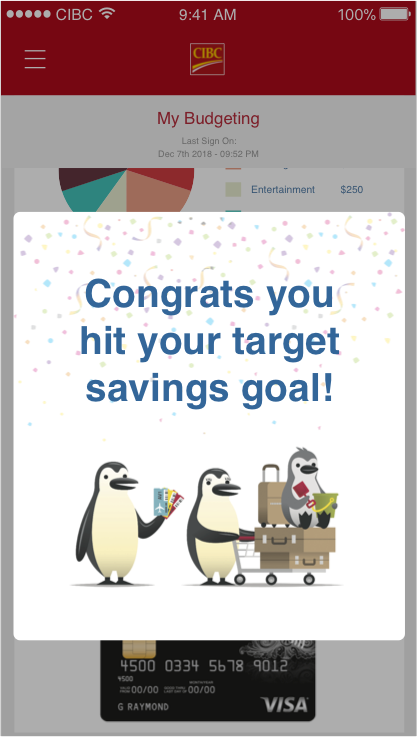 CIBC 9:41 AM 100%
CIBC
My Budgeting
Last Sign On:
Dec 7th 2018 - 09:52 PM
Entertainment $250
Congrats you
hit your target
savings goal!
4500 0334 5678 9012
4500
00/00 00/00
G RAYMOND VISA